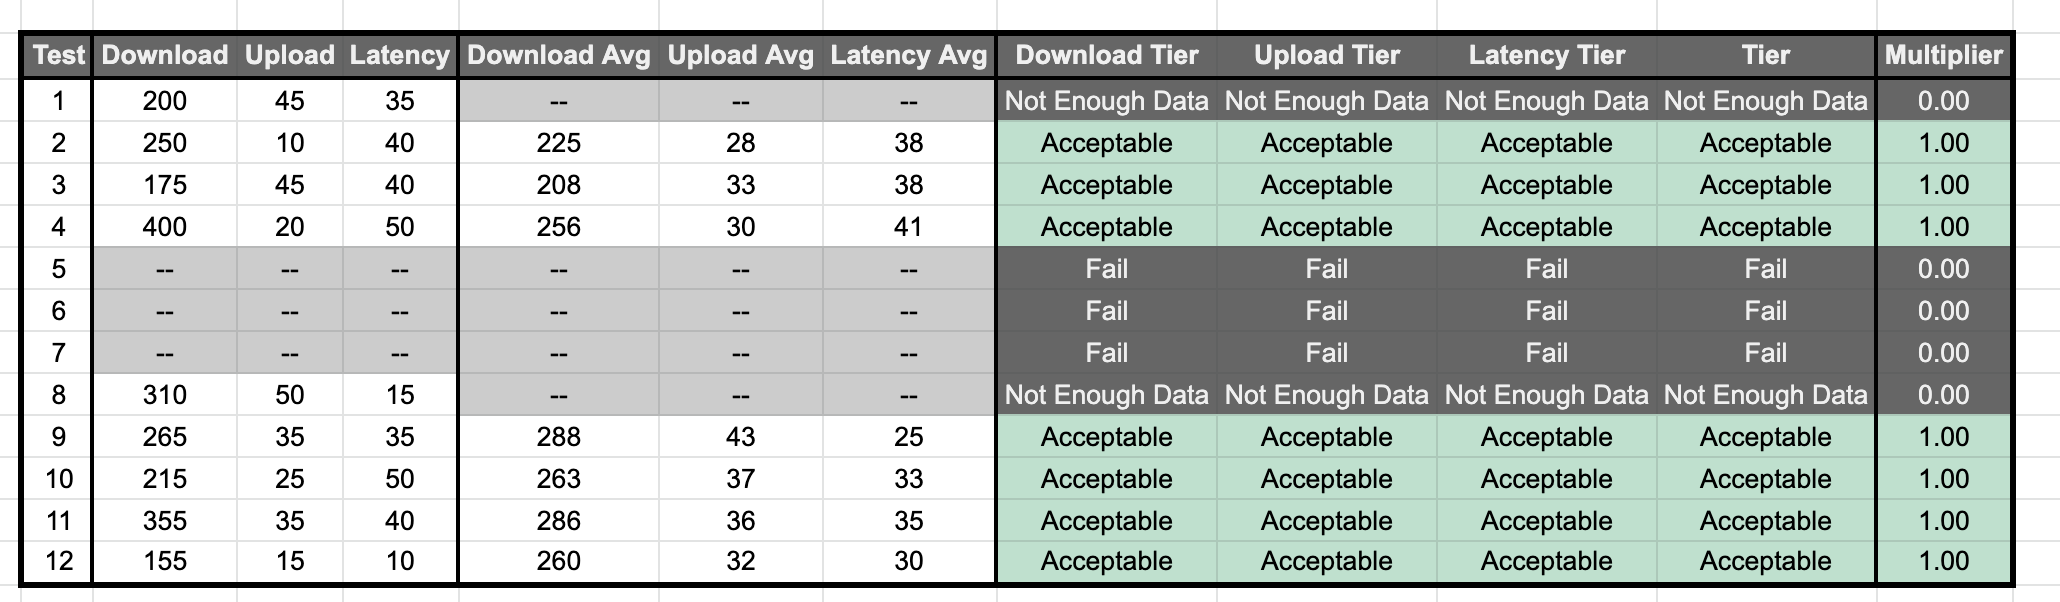 Test Download Upload Latency Download Avg Upload Avg Latency Avg Download Tier Upload Tier Latency Tier Tier Multiplier
1 200 45 35 -- -- -- Not Enough Data Not Enough Data Not Enough Data Not Enough Data 0.00
2 250 10 40 225 28 38 Acceptable Acceptable Acceptable Acceptable 1.00
3 175 45 40 208 33 38 Acceptable Acceptable Acceptable Acceptable 1.00
4 400 20 50 256 30 41 Acceptable Acceptable Acceptable Acceptable 1.00
5 -- -- -- -- -- -- Fail Fail Fail Fail 0.00
6 -- -- -- -- -- -- Fail Fail Fail Fail 0.00
7 -- -- -- -- -- -- Fail Fail Fail Fail 0.00
8 310 50 15 -- -- -- Not Enough Data Not Enough Data Not Enough Data Not Enough Data 0.00
9 265 35 35 288 43 25 Acceptable Acceptable Acceptable Acceptable 1.00
10 215 25 50 263 37 33 Acceptable Acceptable Acceptable Acceptable 1.00
11 355 35 40 286 36 35 Acceptable Acceptable Acceptable Acceptable 1.00
12 155 15 10 260 32 30 Acceptable Acceptable Acceptable Acceptable 1.00